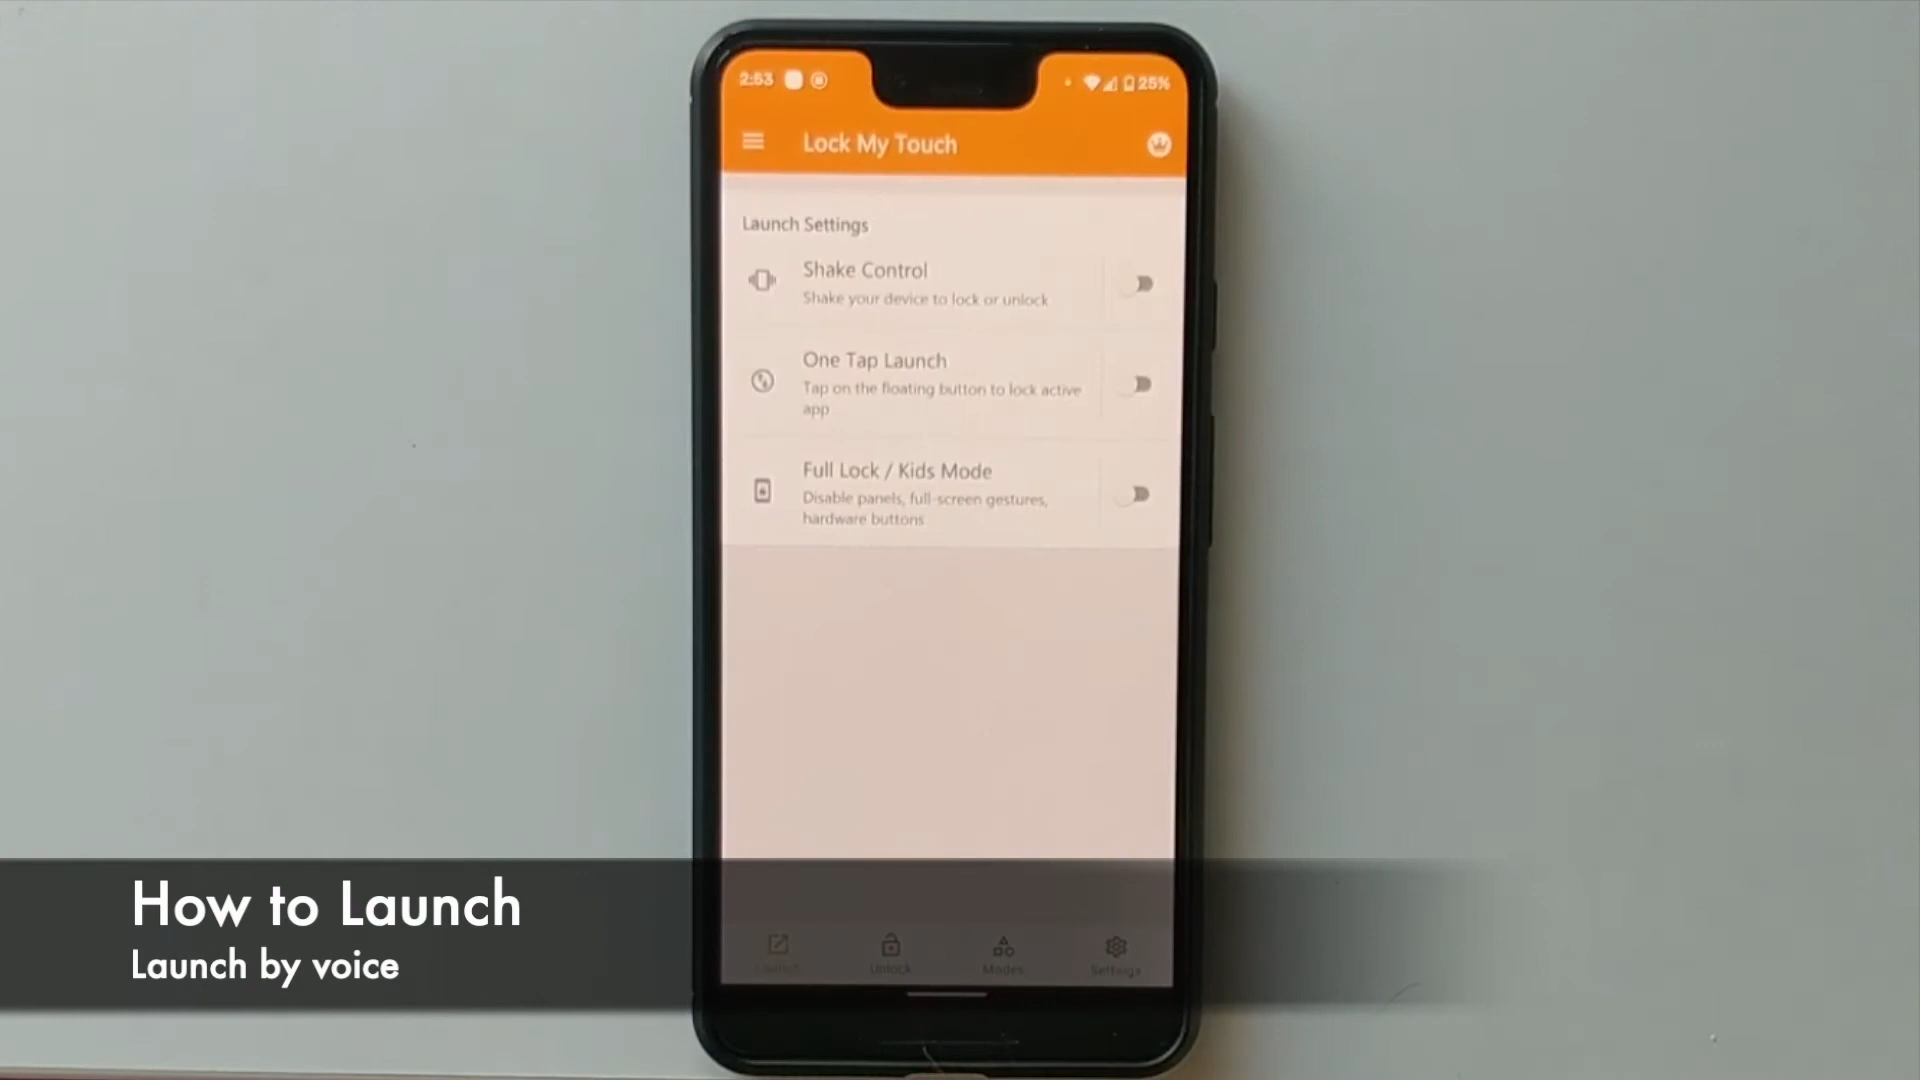 2:53
25%
Lock My Touch
Launch Settings
Shake Control
Shake your device to lock or unlock
One Tap Launch
Tap on the floating button to lock active
app
Full Lock / Kids Mode
Disable panels, full-screen gestures,
hardware buttons
How to Launch
Launch by voice
Launch
Unlock
Modes
Settings